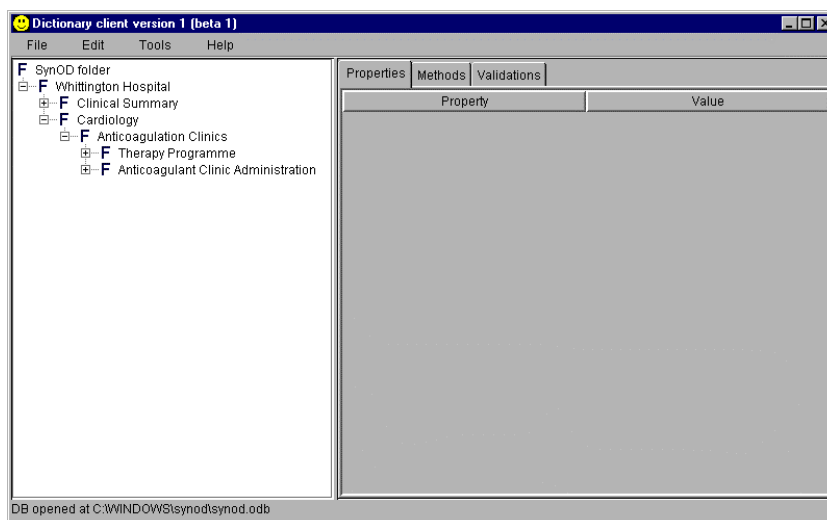 Dictionary client version 1 (beta 1)
File Edit Tools Help
F SynOD folder
F Whittington Hospital
F Clinical Summary
F Cardiology
F Anticoagulation Clinics
F Therapy Programme
F Anticoagulant Clinic Administration
Properties Methods Validations
Property Value
DB opened at C:\WINDOWS\synod\synod.odb